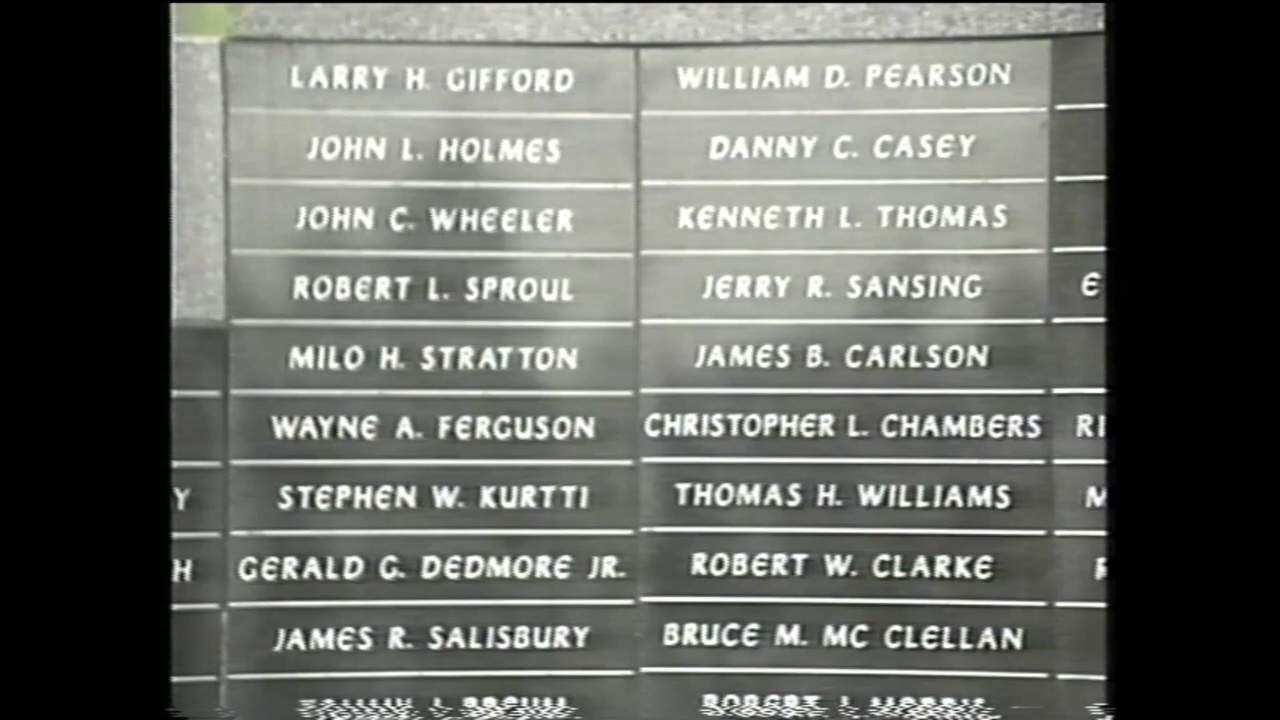 LARRY H. GIFFORD
JOHN L. HOLMES
JOHN C. WHEELER
ROBERT L. SPROUL
MILO H. STRATTON
WAYNE A. FERGUSON
STEPHEN W. KURTTI
GERALD G. DEDMORE JR.
JAMES R. SALISBURY
WILLIAM D. PEARSON
DANNY C. CASEY
KENNETH L. THOMAS
JERRY R. SANSING
JAMES B. CARLSON
CHRISTOPHER L. CHAMBERS
THOMAS H. WILLIAMS
ROBERT W. CLARKE
BRUCE M. MC CLELLAN
ROBERT J.